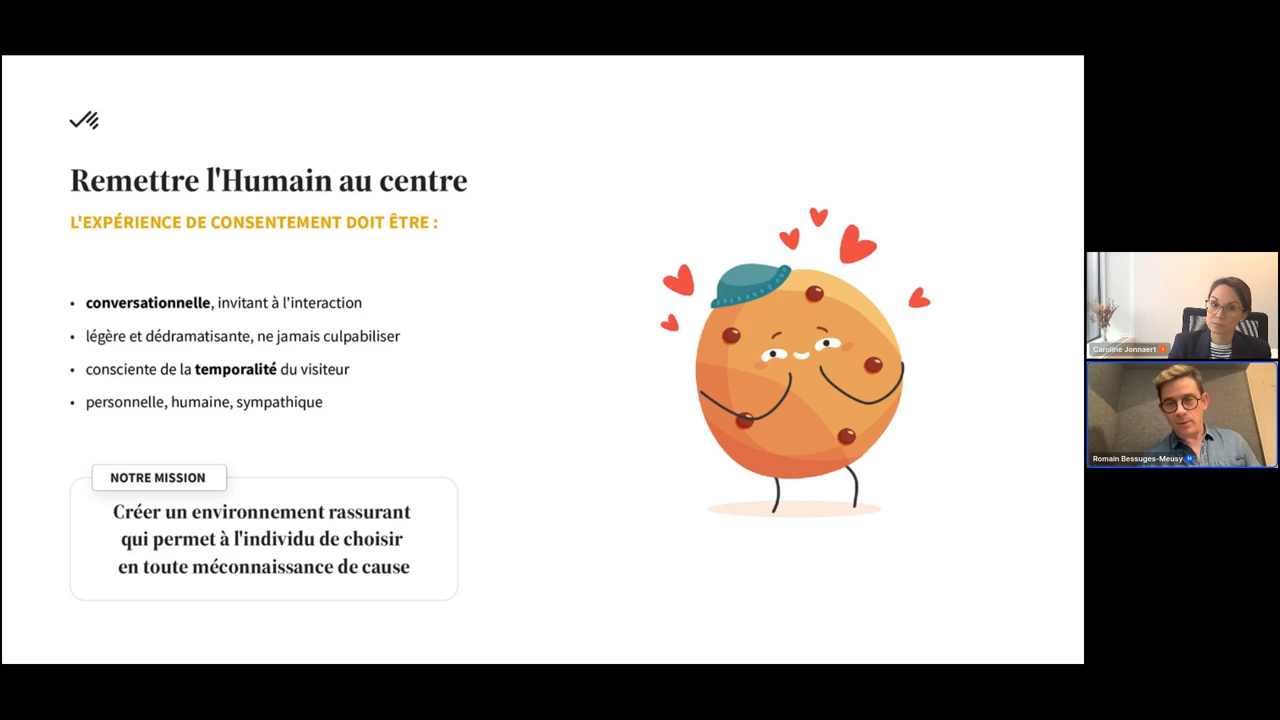 Remettre l'Humain au centre
L'EXPÉRIENCE DE CONSENTEMENT DOIT ÊTRE :
• conversationnelle, invitant à l'interaction
• légère et dédramatisante, ne jamais culpabiliser
• consciente de la temporalité du visiteur
• personnelle, humaine, sympathique
NOTRE MISSION
Créer un environnement rassurant
qui permet à l'individu de choisir
en toute méconnaissance de cause
Caroline Jonnaert
Romain Bessuges-Meusy